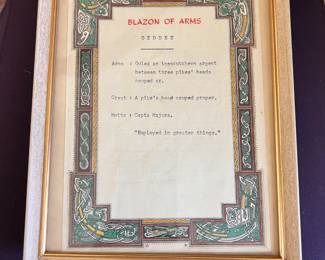 BLAZON OF ARMS
GEDDES
Arms : Gules an inescutcheon argent
between three pike's heads
couped or.
Crest : A pike's head couped proper.
Motto : Capta Majora.
"Employed in greater things."